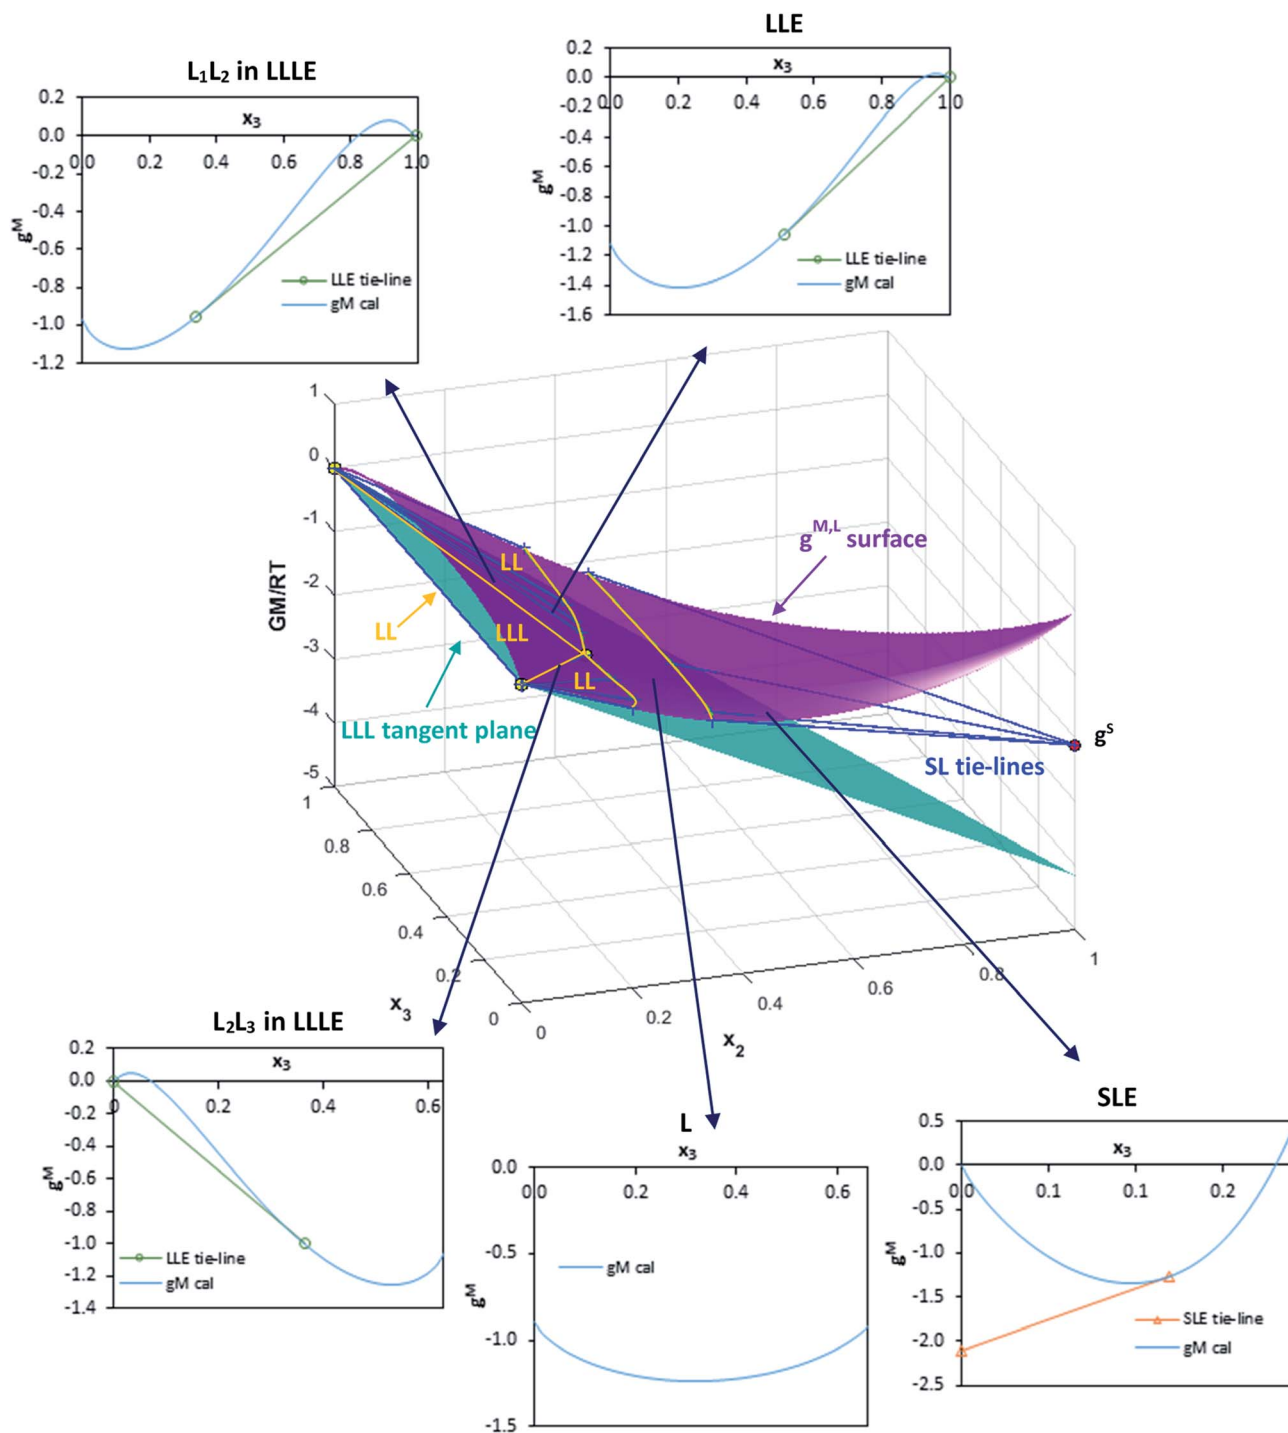 LLE
0.2
0.0
-0.2
-0.4
-0.6
-0.8
-1.0
-1.2
-1.4
-1.6
x3
0.0 0.2 0.4 0.6 0.8 1.0
gM
LLE tie-line
gM cal
L1L2 in LLLE
0.2
0.0
-0.2
-0.4
-0.6
-0.8
-1.0
-1.2
x3
0.0 0.2 0.4 0.6 0.8 1.0
gM
LLE tie-line
gM cal
1
0
-1
-2
-3
-4
-5
GM/RT
1
0.8
0.6
0.4
0.2
0
x3
0
0.2
0.4
0.6
0.8
1
x2
LL
LL
LLL
LL
LLL tangent plane
gM,L surface
gS
SL tie-lines
L2L3 in LLLE
0.2
0.0
-0.2
-0.4
-0.6
-0.8
-1.0
-1.2
-1.4
x3
0 0.2 0.4 0.6
gM
LLE tie-line
gM cal
L
x3
0.0
-0.5
-1.0
-1.5
0.0 0.2 0.4 0.6
gM
gM cal
SLE
0.5
0.0
-0.5
-1.0
-1.5
-2.0
-2.5
x3
0.0 0.1 0.1 0.2
gM
SLE tie-line
gM cal